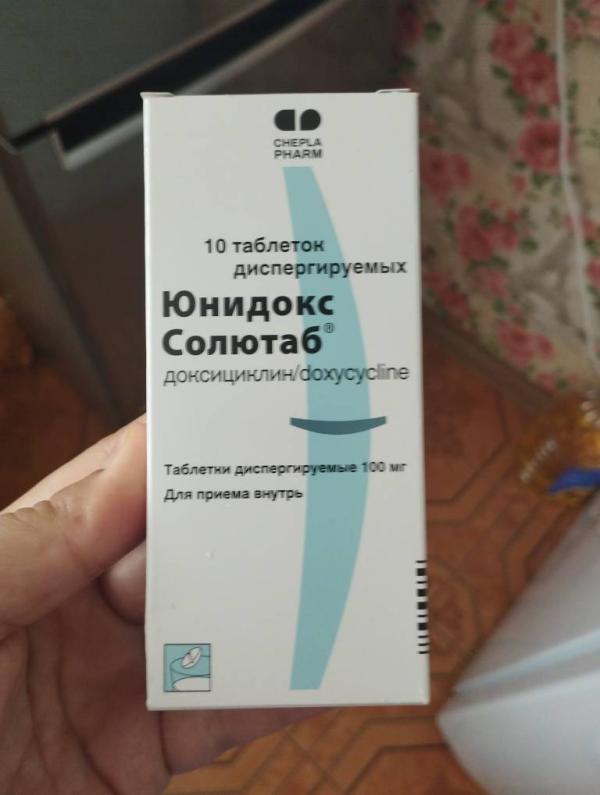 CHEPLA
PHARM
10 таблеток
диспергируемых
Юнидокс
Солютаб®
доксициклин/doxycycline
Таблетки диспергируемые 100 мг
Для приема внутрь